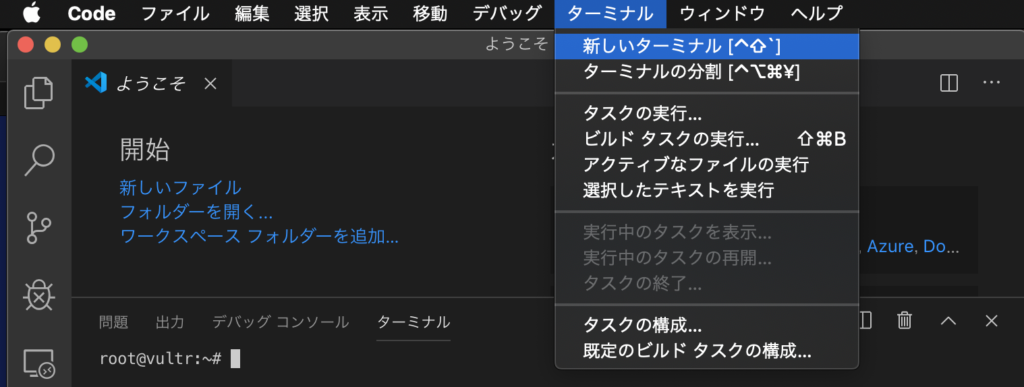 Code ファイル 編集 選択 表示 移動 デバッグ ターミナル ウィンドウ ヘルプ
ようこそ
ようこそ
開始
新しいファイル
フォルダーを開く...
ワークスペース フォルダーを追加...
新しいターミナル [^⇧`]
ターミナルの分割 [^⌥⌘¥]
タスクの実行...
ビルド タスクの実行... ⇧⌘B
アクティブなファイルの実行
選択したテキストを実行
実行中のタスクを表示...
実行中のタスクの再開...
タスクの終了...
タスクの構成...
既定のビルド タスクの構成...
, Azure, Do...
問題 出力 デバッグ コンソール ターミナル
root@vultr:~#